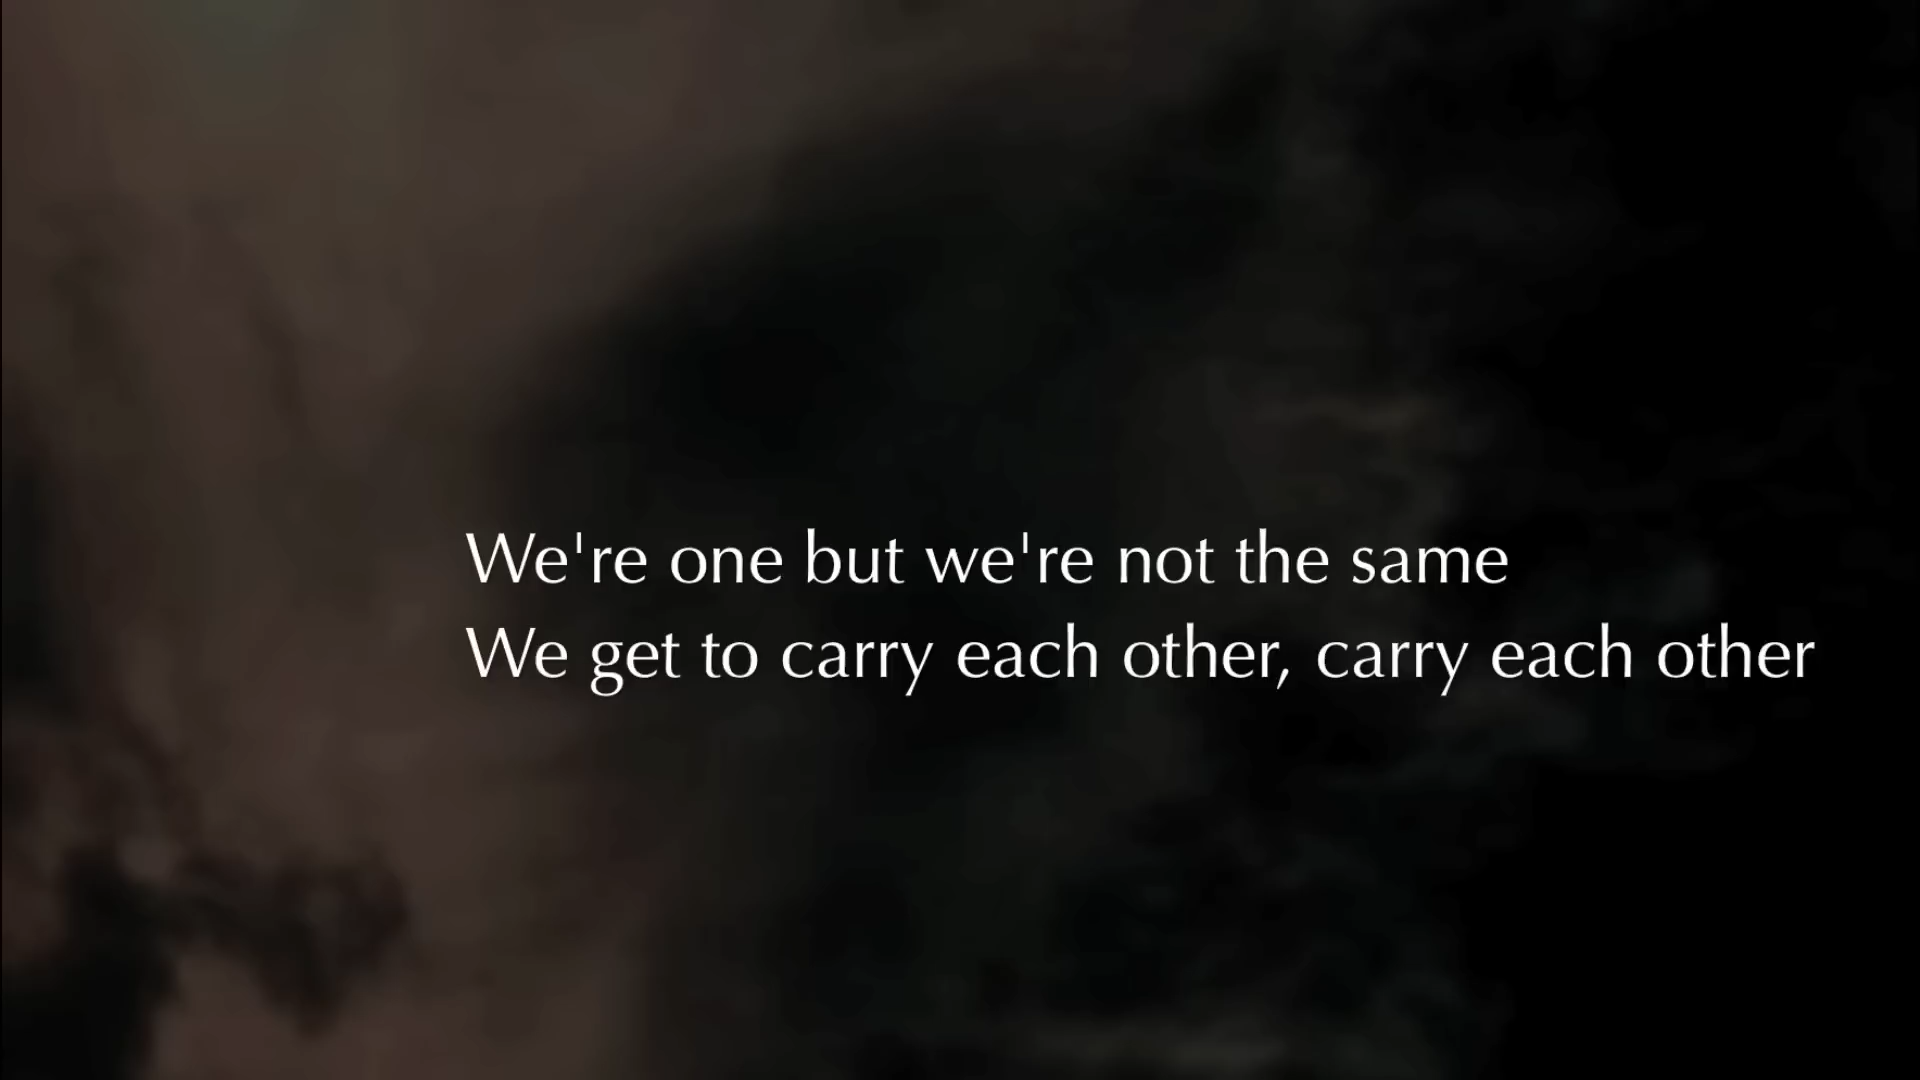 We're one but we're not the same
We get to carry each other, carry each other